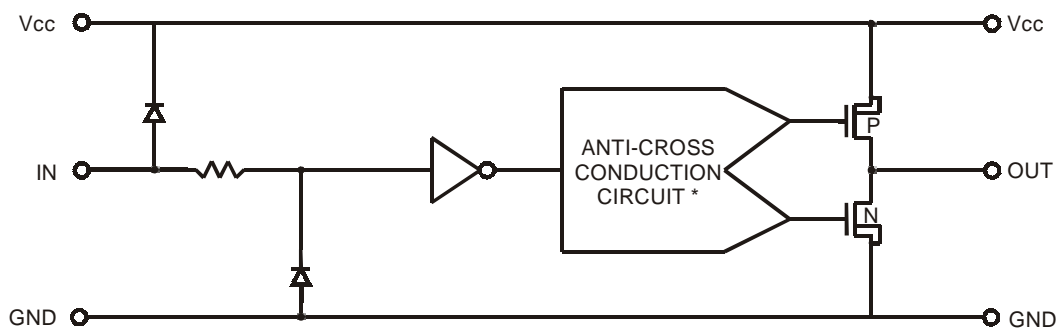 Vcc
Vcc
IN
ANTI-CROSS
CONDUCTION
CIRCUIT *
P
N
OUT
GND
GND